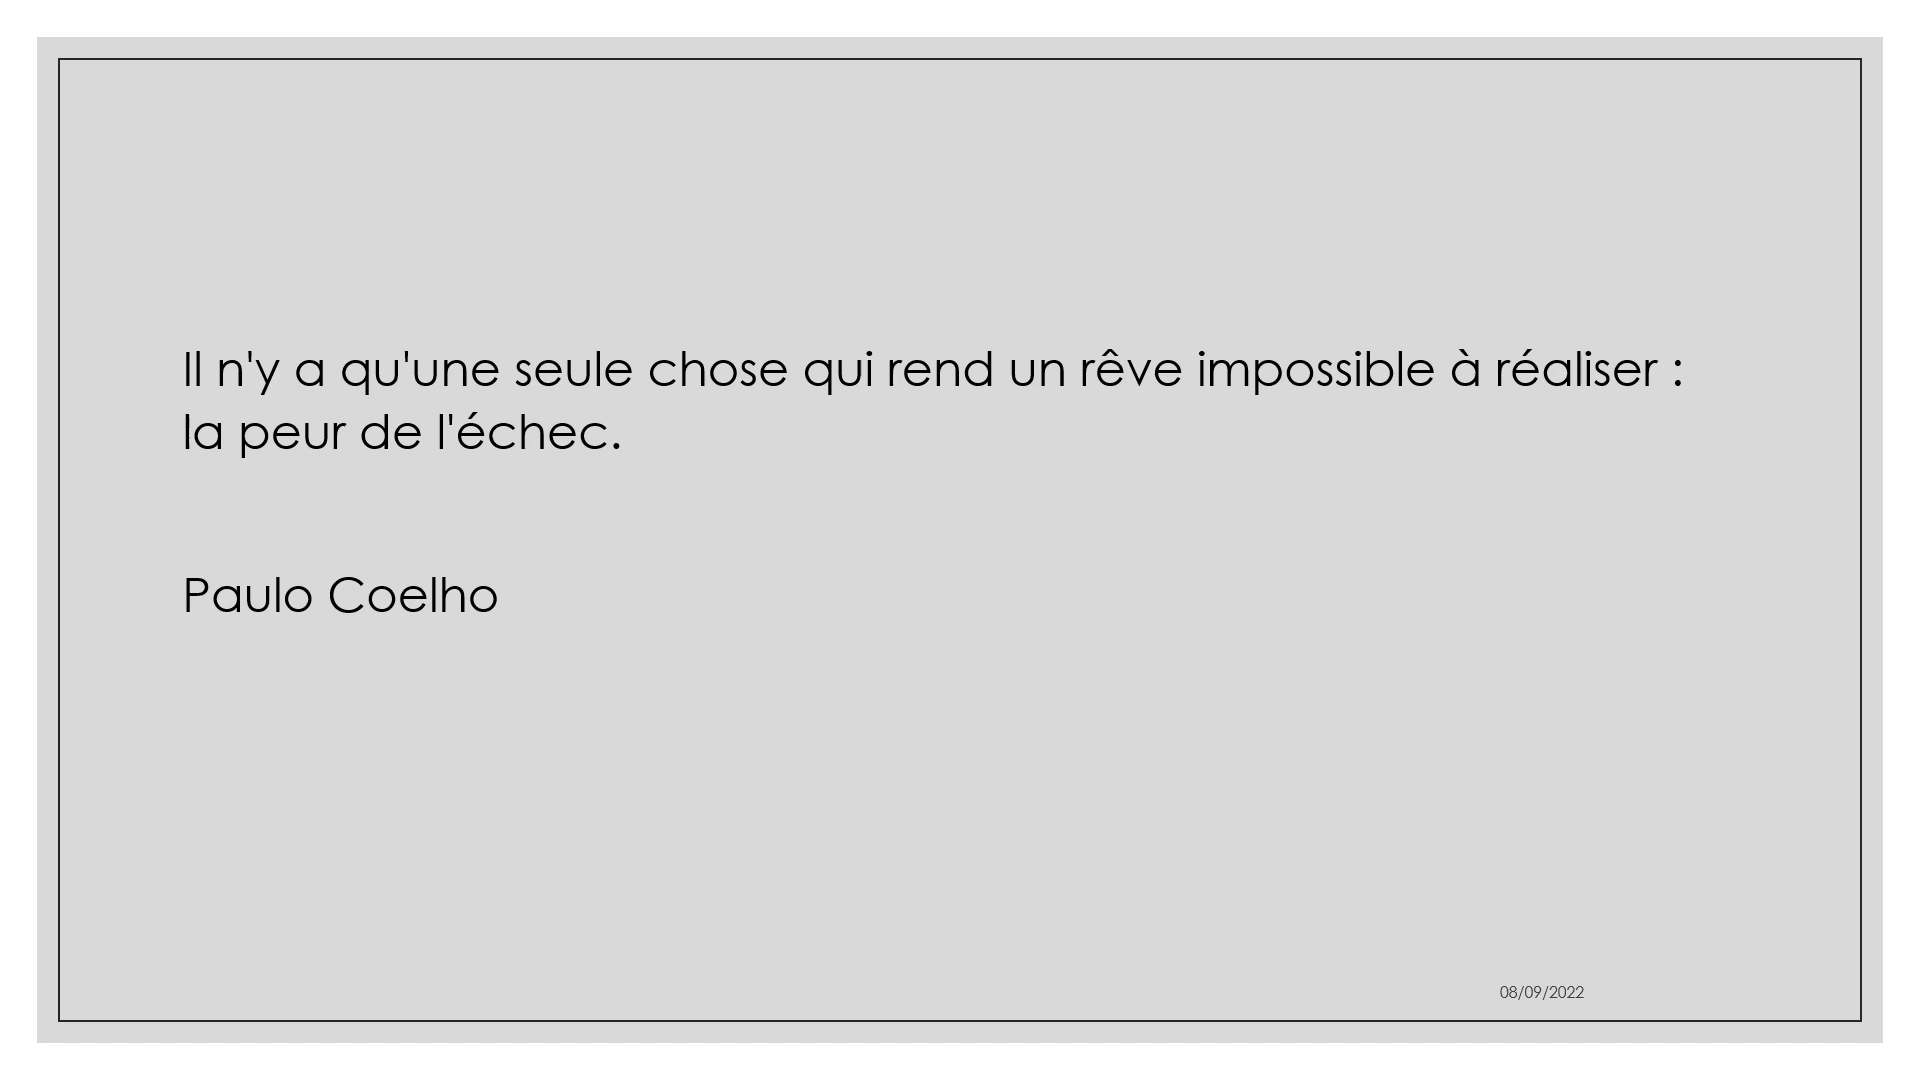 Il n'y a qu'une seule chose qui rend un rêve impossible à réaliser :
la peur de l'échec.
Paulo Coelho
08/09/2022